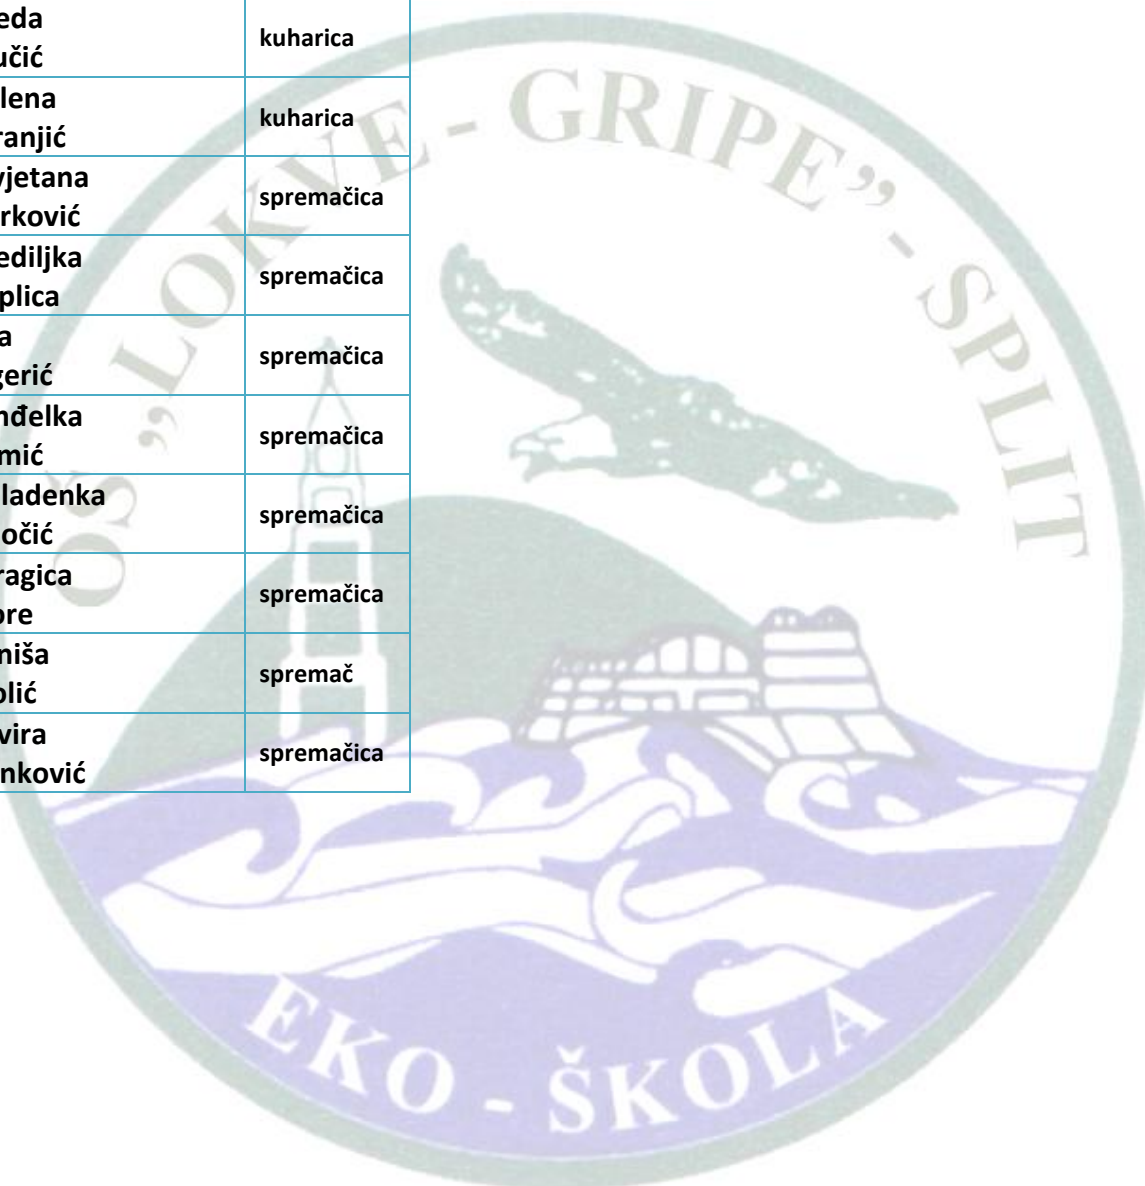 eda
učić
kuharica
lena
ranjić
kuharica
vjetana
rković
spremačica
ediljka
plica
spremačica
a
gerić
spremačica
nđelka
mić
spremačica
ladenka
očić
spremačica
ragica
ore
spremačica
niša
olić
spremač
vira
nković
spremačica
OŠ „LOKVE - GRIPE” - SPLIT
EKO - ŠKOLA